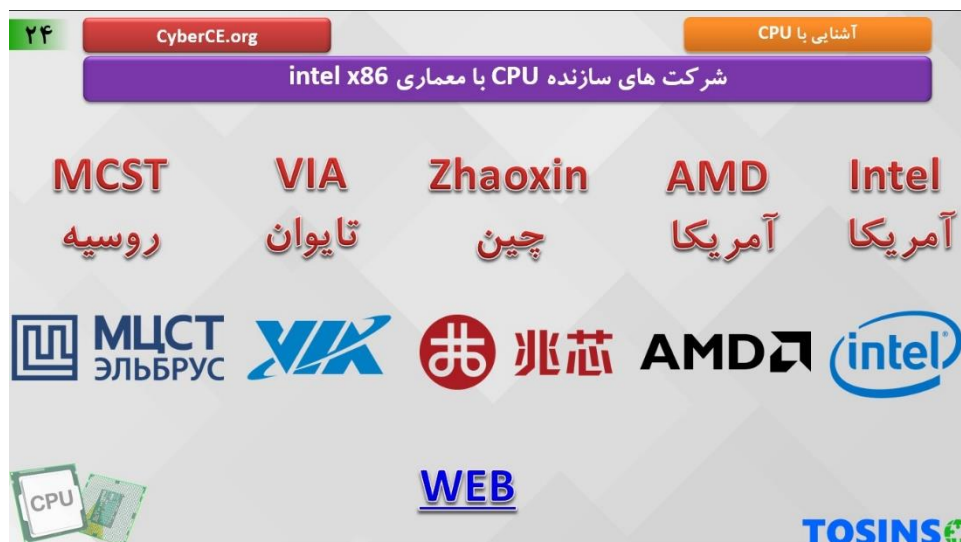 ۲۴
CyberCE.org
آشنایی با CPU
شرکت های سازنده CPU با معماری intel x86
MCST
روسیه
VIA
تایوان
Zhaoxin
چین
AMD
آمریکا
Intel
آمریکا
МЦСТ
ЭЛЬБРУС
VIA
兆芯
AMD
intel
CPU
WEB
TOSINS